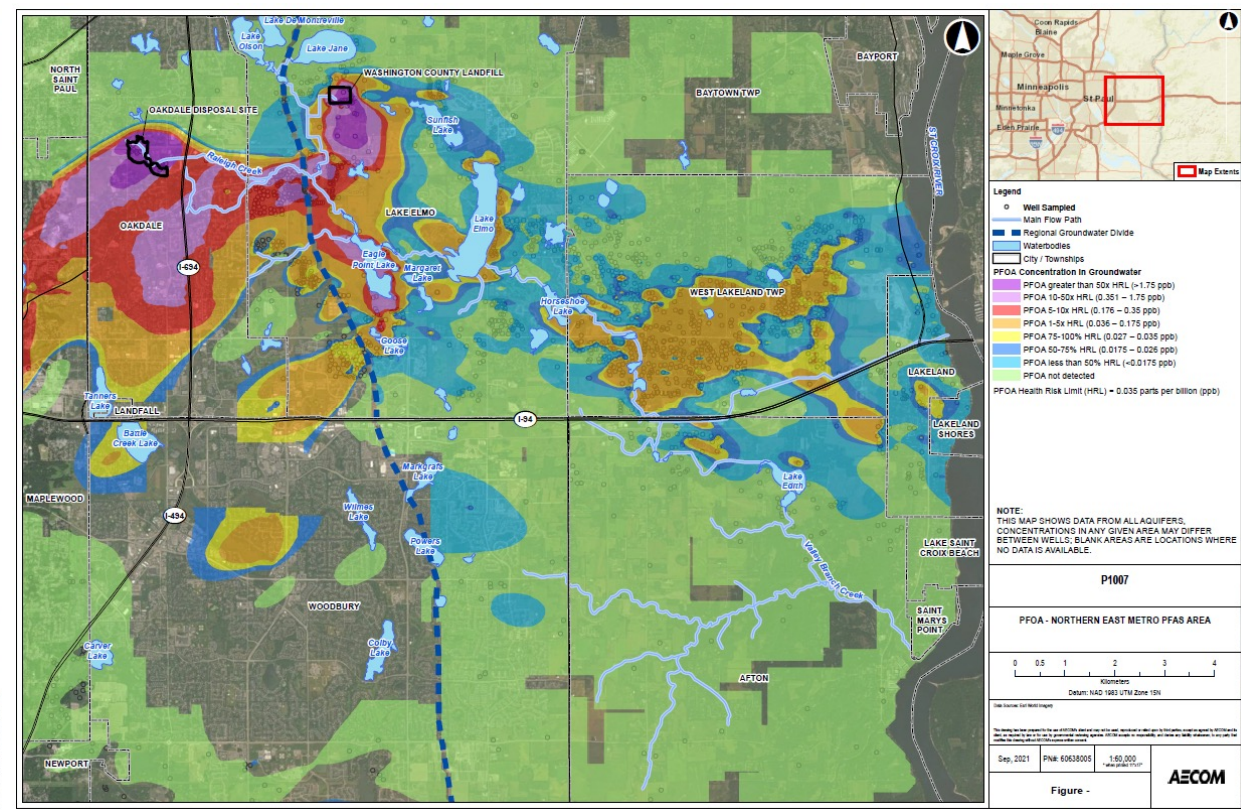 Lake De Montreville
Lake
Olson
Lake Jane
NORTH
SAINT
PAUL
WASHINGTON COUNTY LANDFILL
BAYPORT
BAYTOWN TWP
OAKDALE DISPOSAL SITE
Sunfish
Lake
ST CROIX RIVER
Raleigh Creek
LAKE ELMO
Lake
Elmo
OAKDALE
Eagle
Point Lake
Margaret
Lake
I-694
WEST LAKELAND TWP
Horseshoe
Lake
Goose
Lake
LAKELAND
Tanners
Lake
LANDFALL
I-94
LAKELAND
SHORES
Battle
Creek Lake
Markgrafs
Lake
Lake
Edith
MAPLEWOOD
Wilmes
Lake
I-494
Powers
Lake
LAKE SAINT
CROIX BEACH
Valley Branch Creek
WOODBURY
SAINT
MARYS
POINT
Colby
Lake
Carver
Lake
AFTON
NEWPORT
Coon Rapids
Blaine
Maple Grove
Minneapolis
St Paul
Minnetonka
Eden Prairie
Map Extents
Legend
Well Sampled
Main Flow Path
Regional Groundwater Divide
Waterbodies
City / Townships
PFOA Concentration in Groundwater
PFOA greater than 50x HRL (>1.75 ppb)
PFOA 10-50x HRL (0.351 – 1.75 ppb)
PFOA 5-10x HRL (0.176 – 0.35 ppb)
PFOA 1-5x HRL (0.036 – 0.175 ppb)
PFOA 75-100% HRL (0.027 – 0.035 ppb)
PFOA 50-75% HRL (0.0175 – 0.026 ppb)
PFOA less than 50% HRL (<0.0175 ppb)
PFOA not detected
PFOA Health Risk Limit (HRL) = 0.035 parts per billion (ppb)
NOTE:
THIS MAP SHOWS DATA FROM ALL AQUIFERS,
CONCENTRATIONS IN ANY GIVEN AREA MAY DIFFER
BETWEEN WELLS; BLANK AREAS ARE LOCATIONS WHERE
NO DATA IS AVAILABLE.
P1007
PFOA - NORTHERN EAST METRO PFAS AREA
0 0.5 1 2 3 4
Kilometers
Datum: NAD 1983 UTM Zone 15N
Data Sources: Esri World Imagery
Sep, 2021
PN#: 60638005
1:60,000
Figure -
AECOM